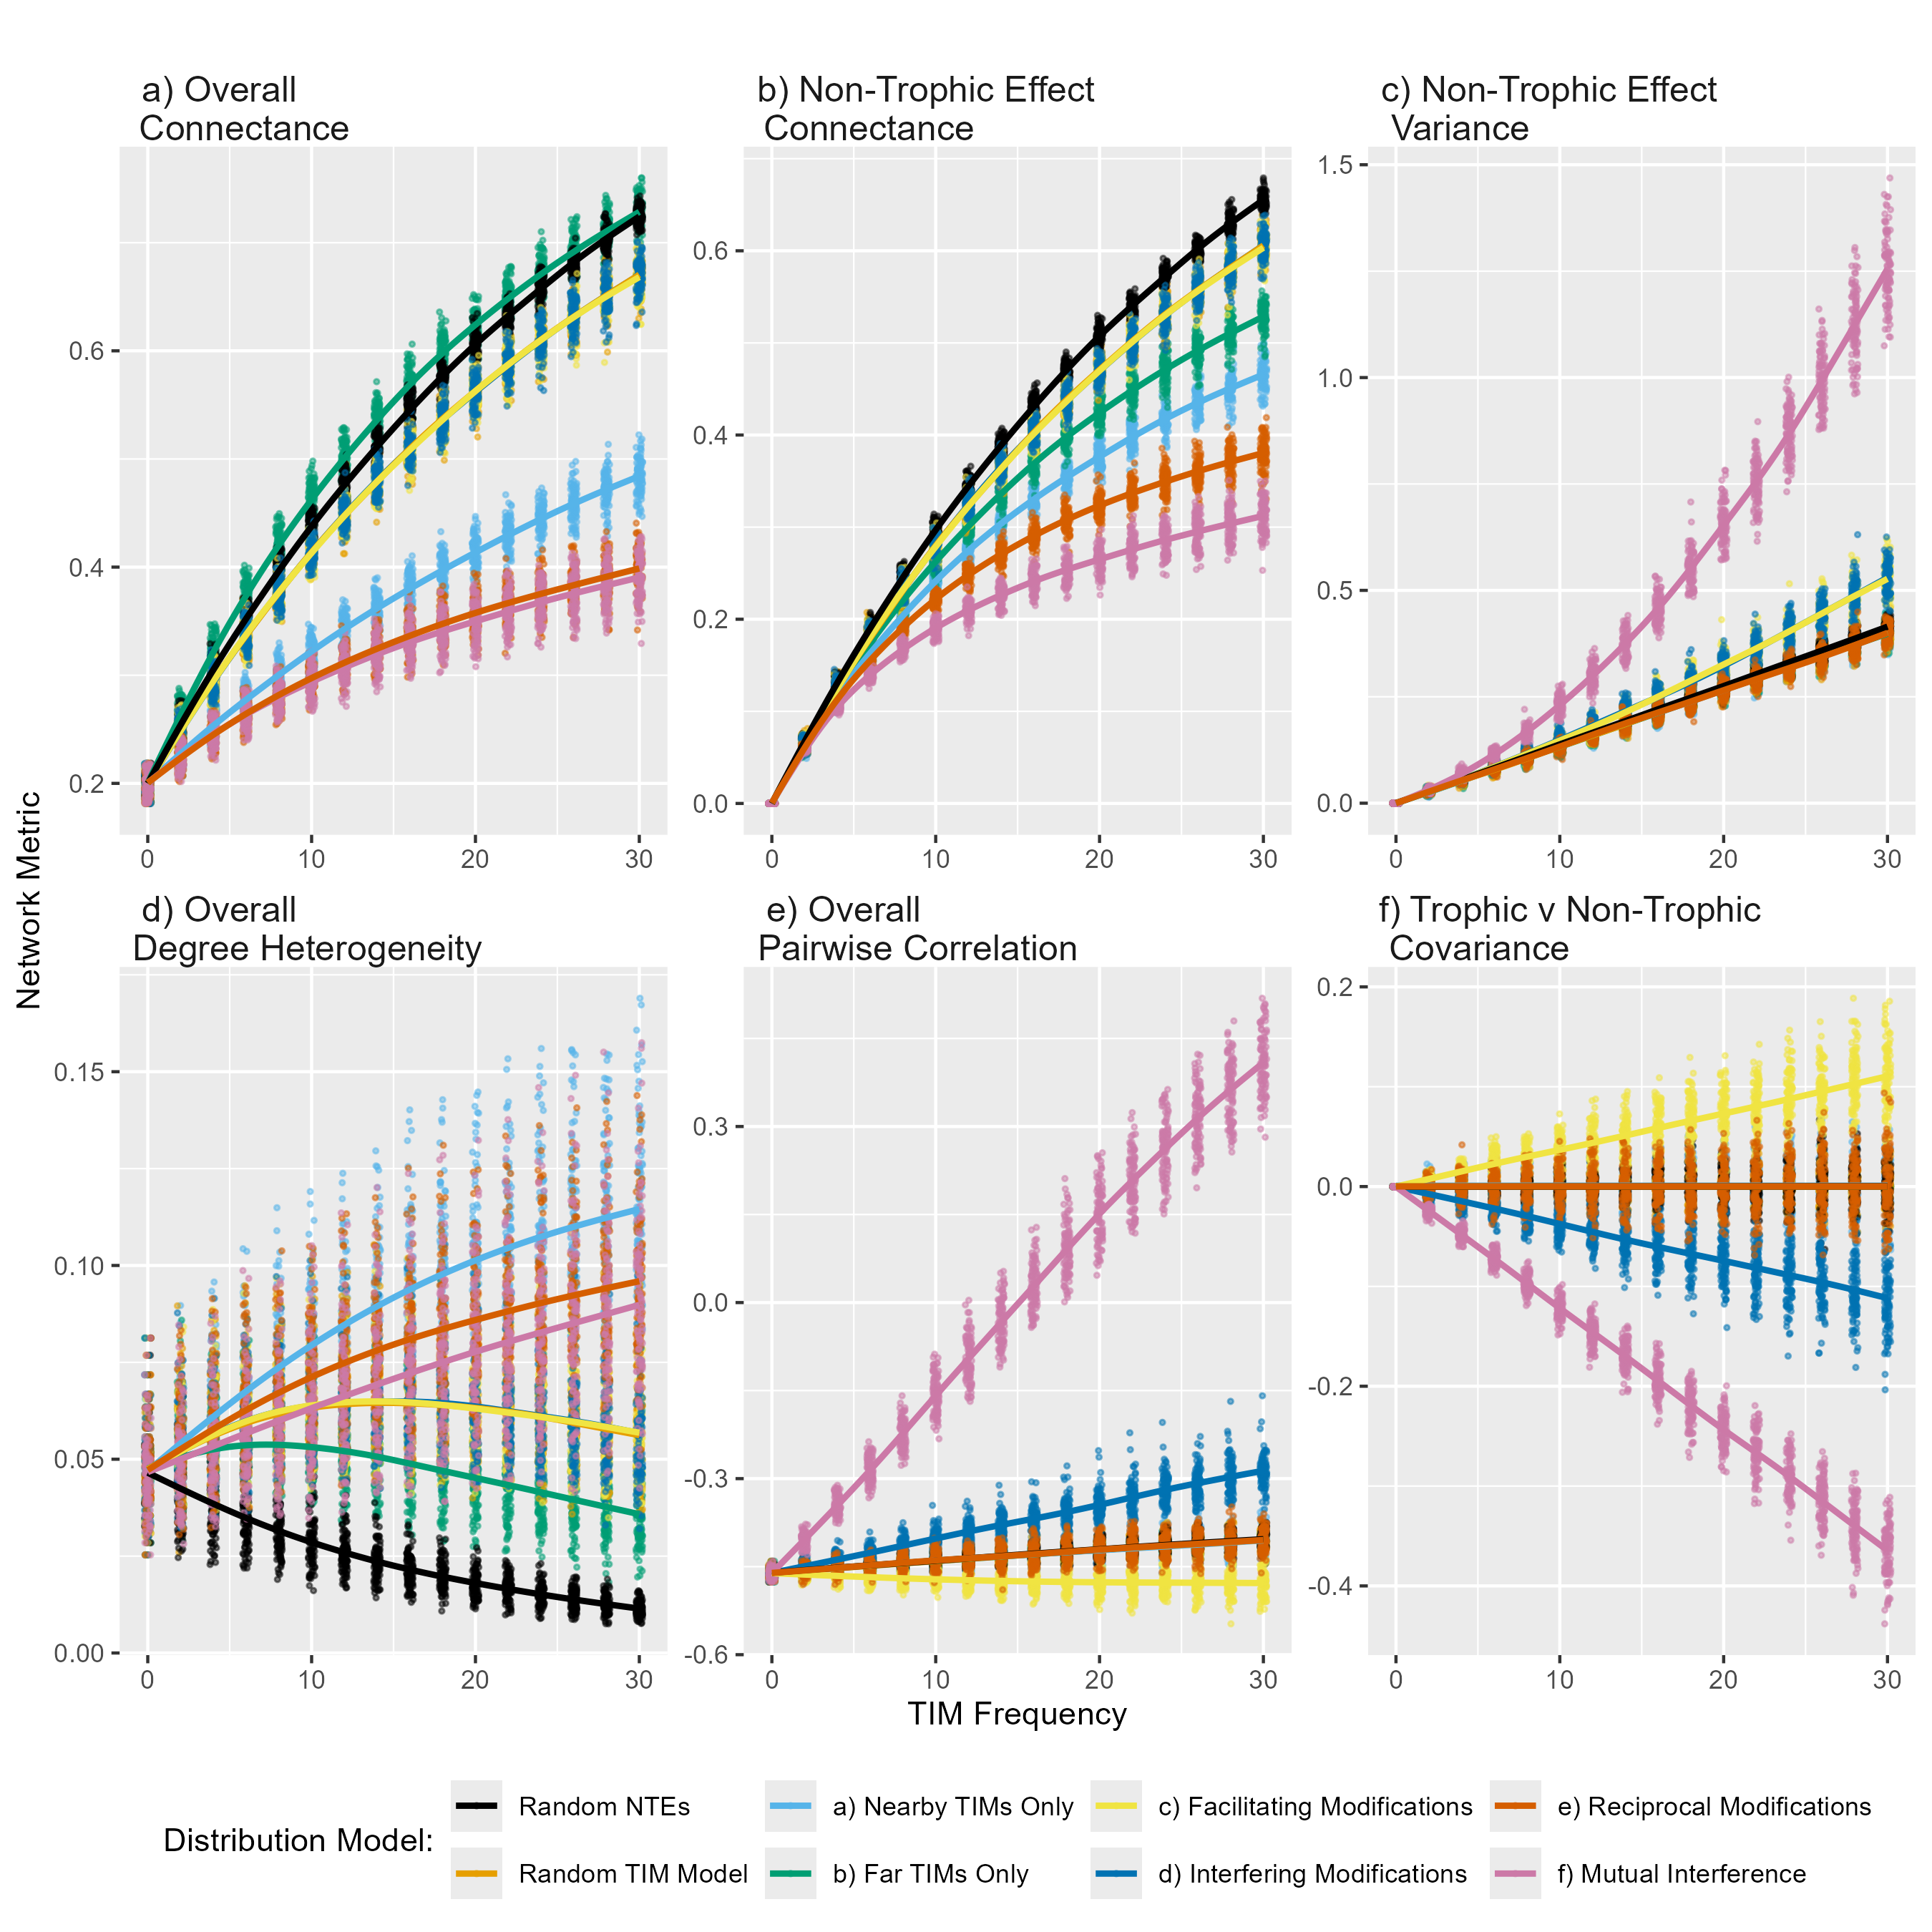 a) Overall
Connectance
b) Non-Trophic Effect
Connectance
c) Non-Trophic Effect
Variance
0.6
0.4
0.2
0 10 20 30
0.6
0.4
0.2
0.0
0 10 20 30
1.5
1.0
0.5
0.0
0 10 20 30
Network Metric
d) Overall
Degree Heterogeneity
e) Overall
Pairwise Correlation
f) Trophic v Non-Trophic
Covariance
0.15
0.10
0.05
0.00
0 10 20 30
0.3
0.0
-0.3
-0.6
0 10 20 30
0.2
0.0
-0.2
-0.4
0 10 20 30
TIM Frequency
Distribution Model:
Random NTEs
a) Nearby TIMs Only
c) Facilitating Modifications
e) Reciprocal Modifications
Random TIM Model
b) Far TIMs Only
d) Interfering Modifications
f) Mutual Interference